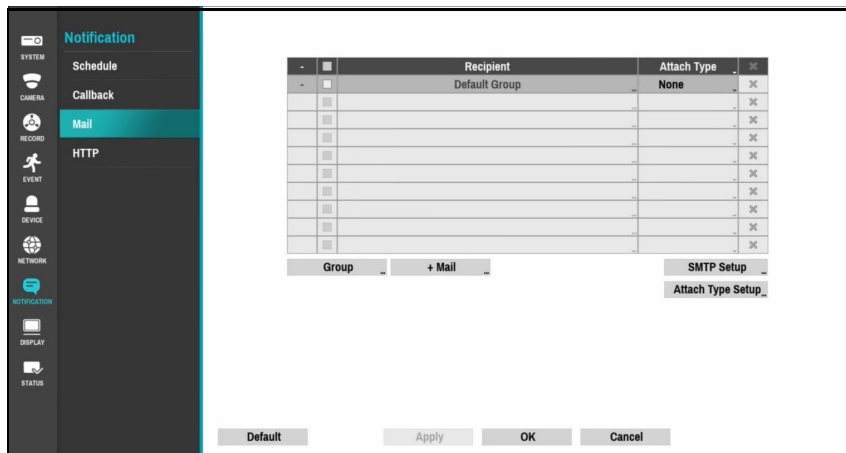 SYSTEM
CAMERA
RECORD
EVENT
DEVICE
NETWORK
NOTIFICATION
DISPLAY
STATUS
Notification
Schedule
Callback
Mail
HTTP
- Recipient Attach Type
- Default Group None
Group + Mail SMTP Setup
Attach Type Setup
Default Apply OK Cancel